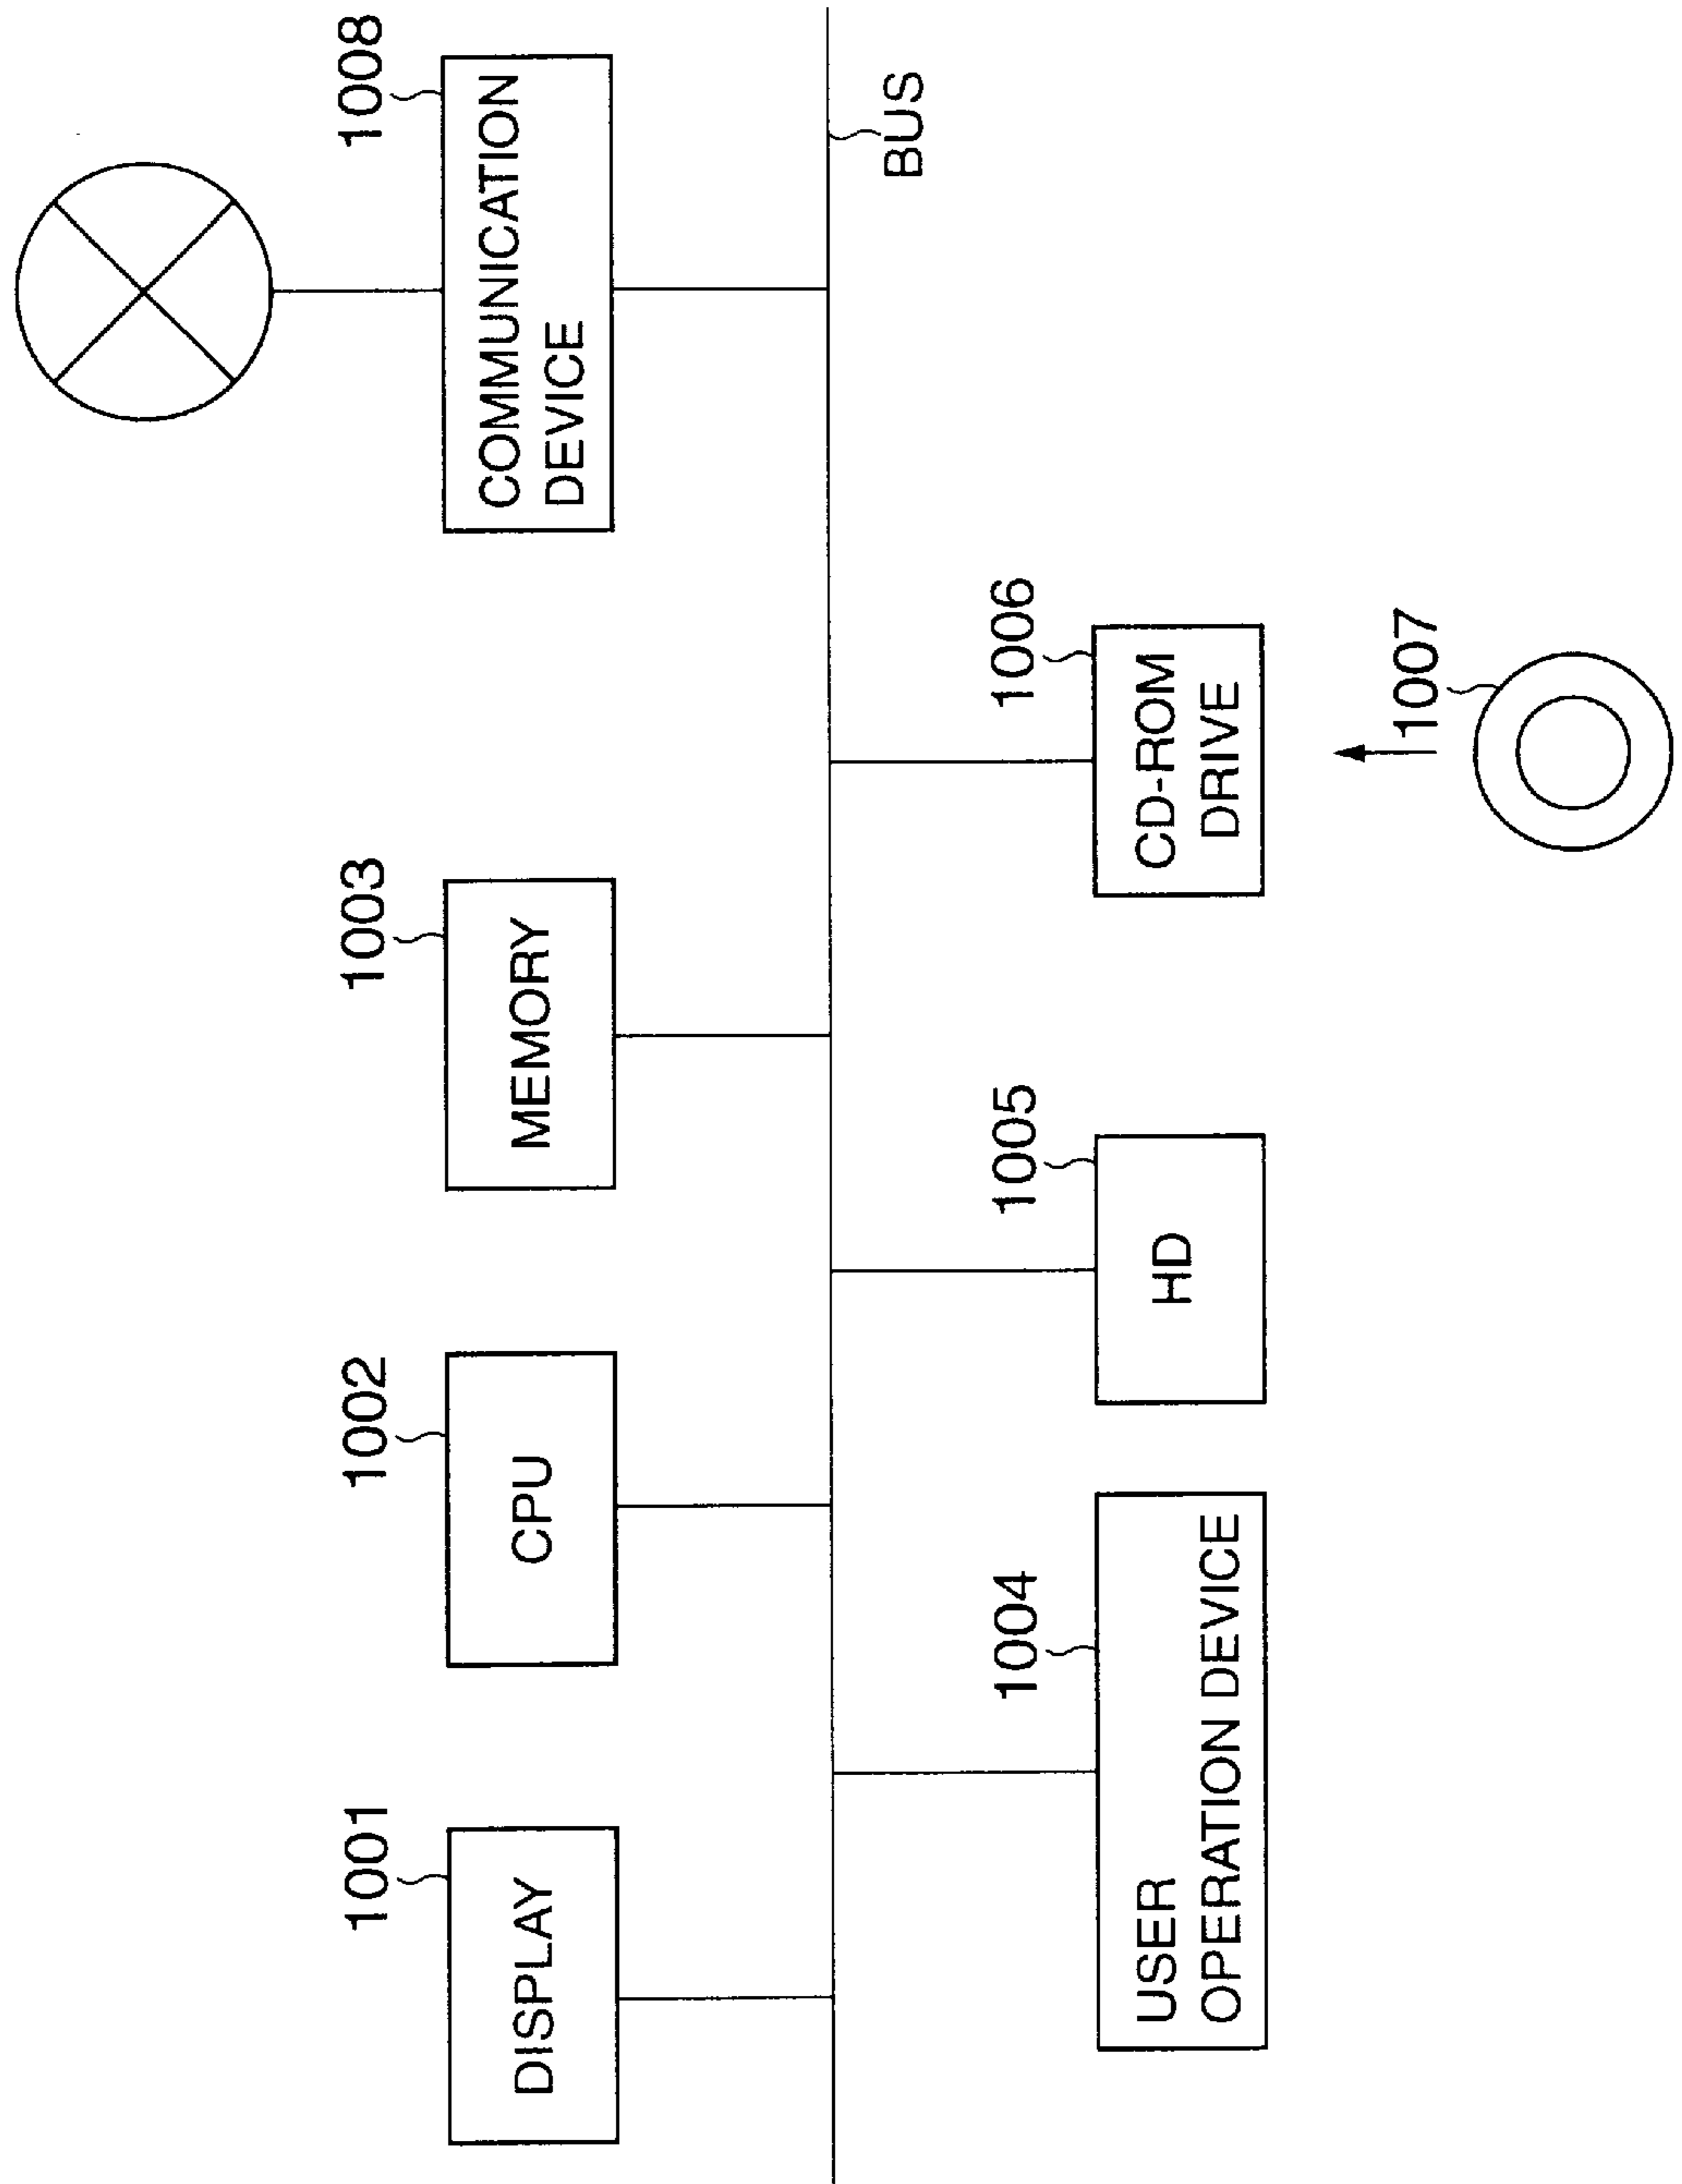 1001
DISPLAY
1002
CPU
1003
MEMORY
1008
COMMUNICATION
DEVICE
BUS
1004
USER
OPERATION DEVICE
1005
HD
1006
CD-ROM
DRIVE
1007